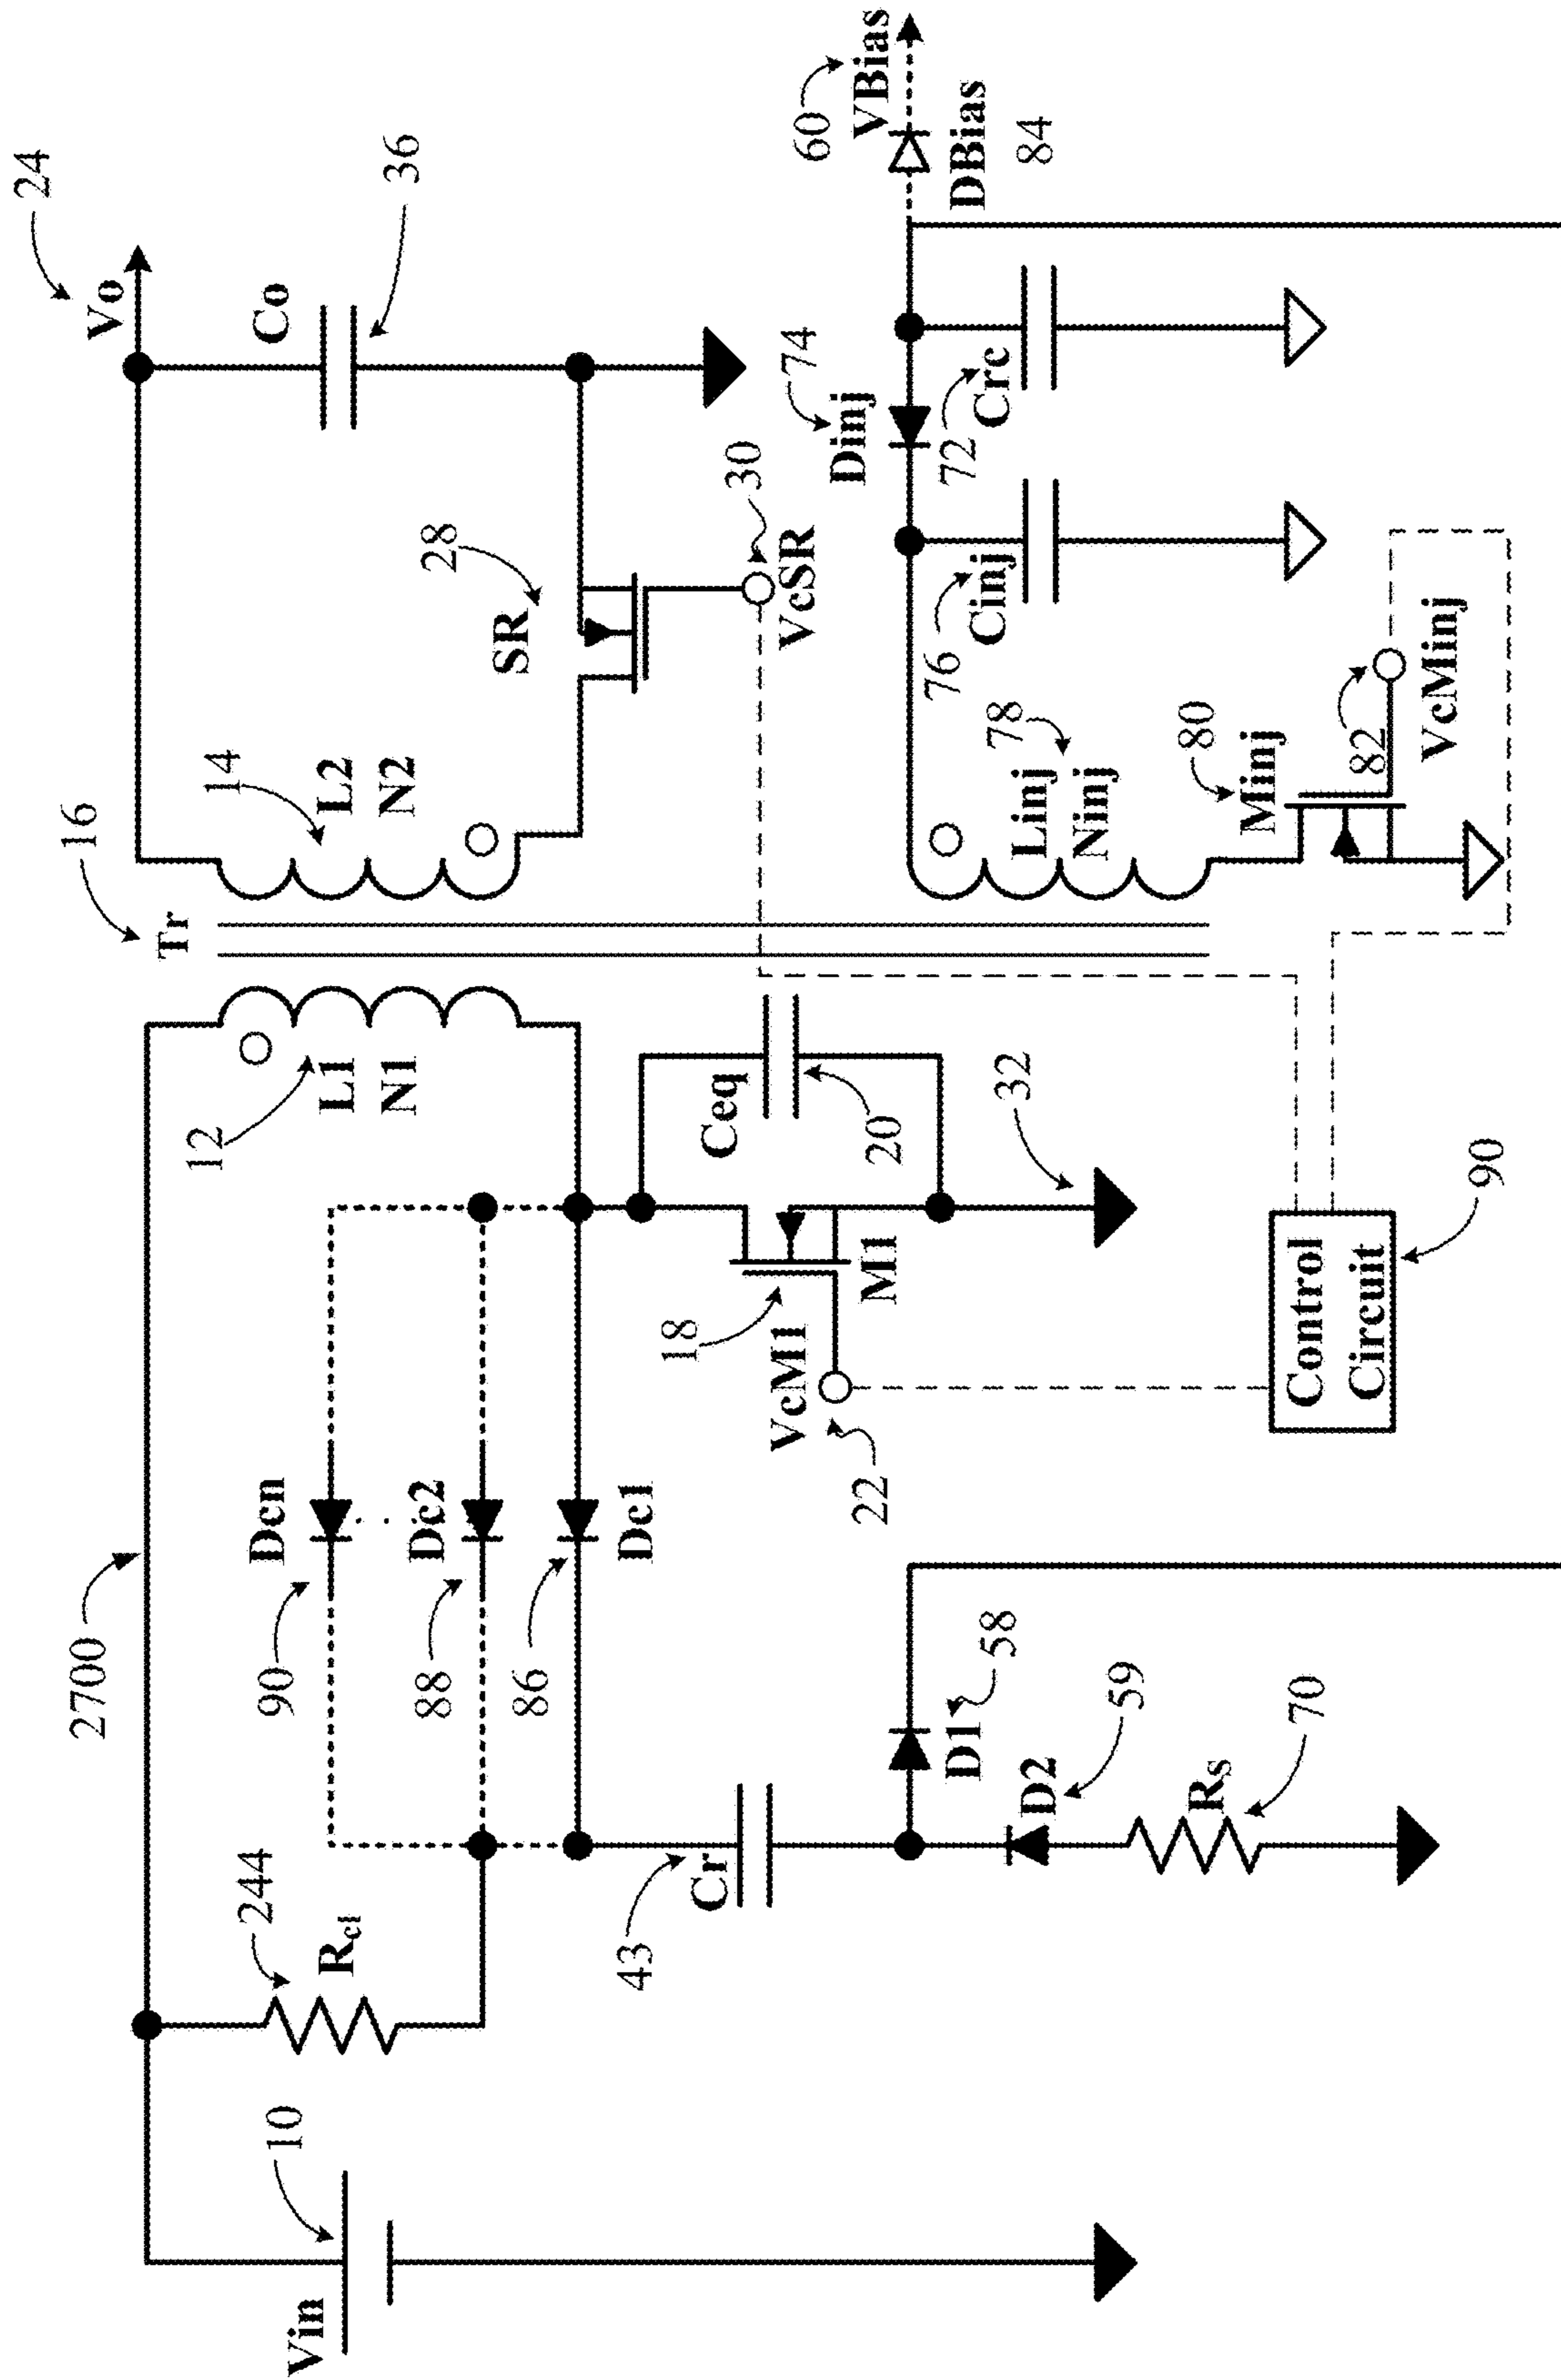 2700
16
24
Tr
Vo
244
Rcl
90
Dcn
12
L1
N1
14
L2
N2
Co
36
10
Vin
88
Dc2
86
Dc1
28
SR
43
Cr
18
VcM1
22
M1
Ceq
20
30
VcSR
32
D1
58
D2
59
Rs
70
Control
Circuit
90
60
VBias
DBias
84
Dinj
74
72
Crc
76
Cinj
78
Linj
Ninj
80
Minj
82
VcMinj